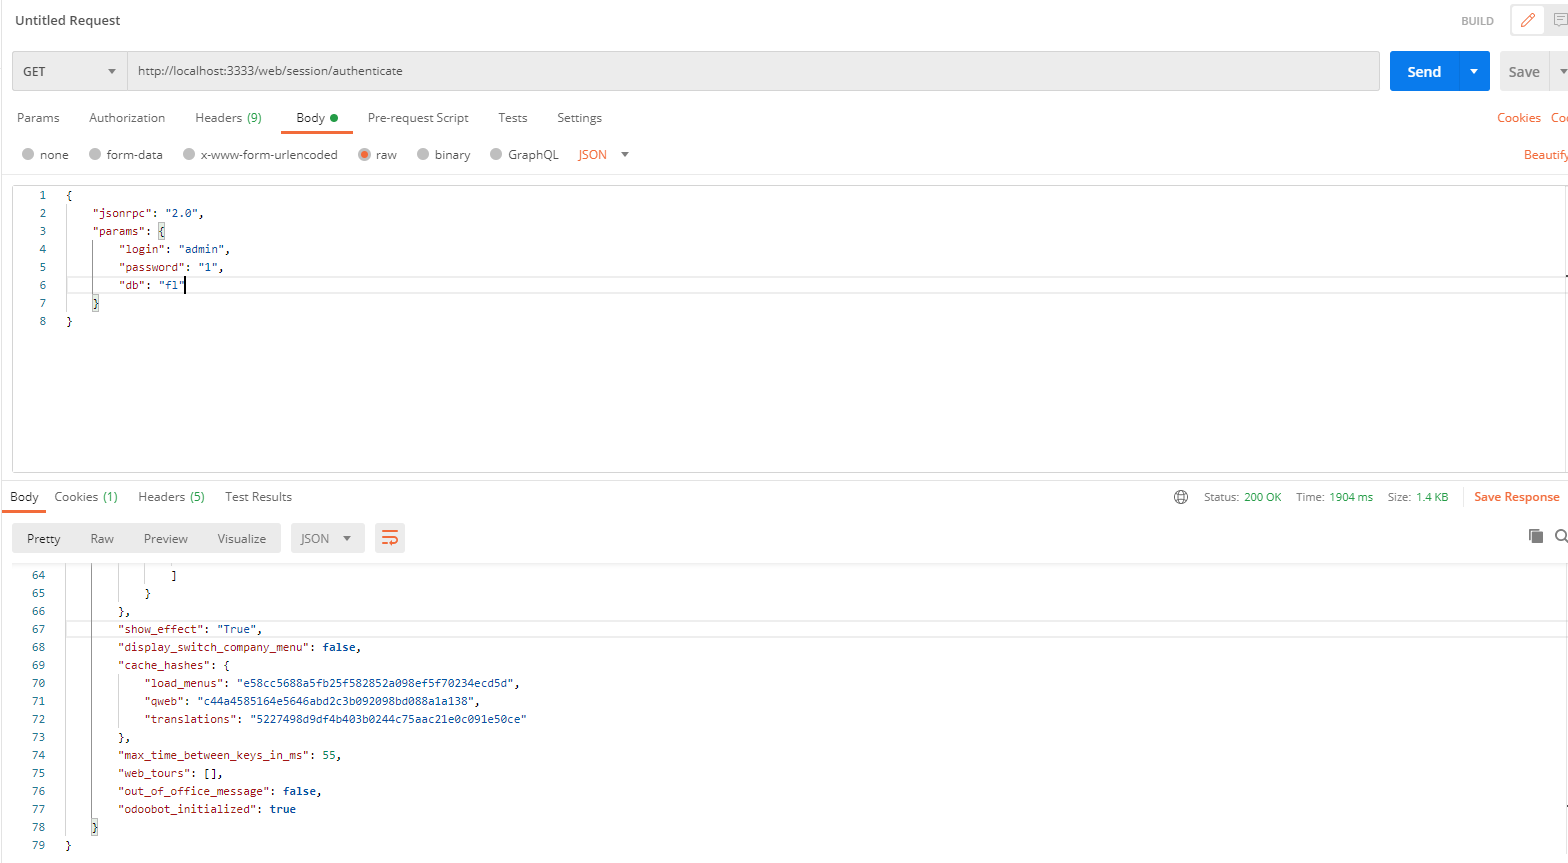 Untitled Request
BUILD
GET
http://localhost:3333/web/session/authenticate
Send
Save
Params
Authorization
Headers (9)
Body
Pre-request Script
Tests
Settings
Cookies
none
form-data
x-www-form-urlencoded
raw
binary
GraphQL
JSON
Beautify
1 {
2 "jsonrpc": "2.0",
3 "params": {
4 "login": "admin",
5 "password": "1",
6 "db": "fl"
7 }
8 }
Body
Cookies (1)
Headers (5)
Test Results
Status: 200 OK
Time: 1904 ms
Size: 1.4 KB
Save Response
Pretty
Raw
Preview
Visualize
JSON
64 ]
65 }
66 },
67 "show_effect": "True",
68 "display_switch_company_menu": false,
69 "cache_hashes": {
70 "load_menus": "e58cc5688a5fb25f582852a098ef5f70234ecd5d",
71 "qweb": "c44a4585164e5646abd2c3b092098bd088a1a138",
72 "translations": "5227498d9df4b403b0244c75aac21e0c091e50ce"
73 },
74 "max_time_between_keys_in_ms": 55,
75 "web_tours": [],
76 "out_of_office_message": false,
77 "odoobot_initialized": true
78 }
79 }